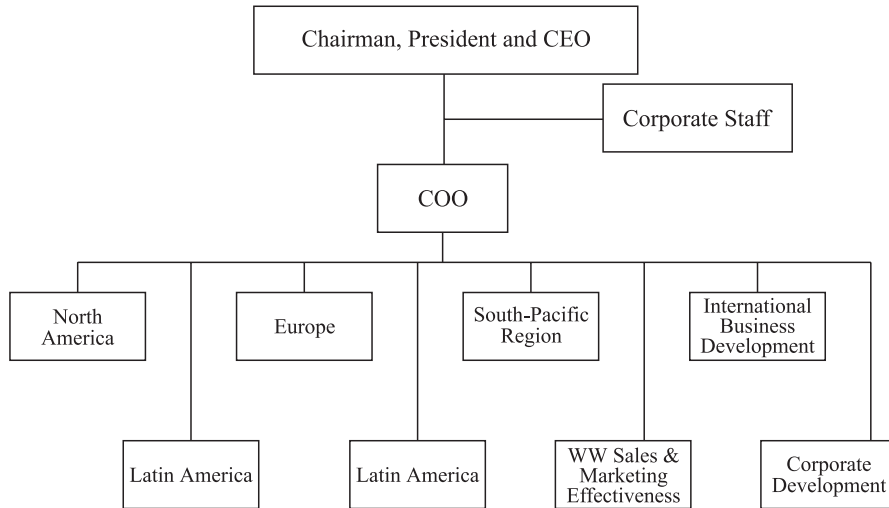 Chairman, President and CEO
Corporate Staff
COO
North
America
Europe
South-Pacific
Region
International
Business
Development
Latin America
Latin America
WW Sales &
Marketing
Effectiveness
Corporate
Development